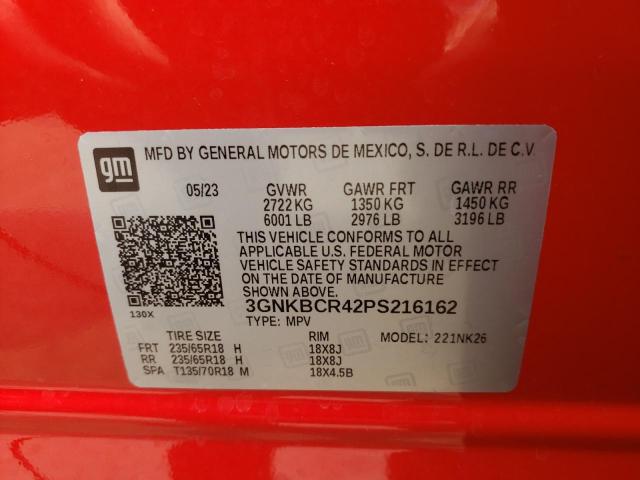 gm
MFD BY GENERAL MOTORS DE MEXICO, S. DE R.L. DE C.V.
05/23 GVWR GAWR FRT GAWR RR
2722 KG 1350 KG 1450 KG
6001 LB 2976 LB 3196 LB
THIS VEHICLE CONFORMS TO ALL
APPLICABLE U.S. FEDERAL MOTOR
VEHICLE SAFETY STANDARDS IN EFFECT
ON THE DATE OF MANUFACTURE
SHOWN ABOVE.
3GNKBCR42PS216162
130X
TYPE: MPV
TIRE SIZE RIM MODEL: 221NK26
FRT 235/65R18 H 18X8J
RR 235/65R18 H 18X8J
SPA T135/70R18 M 18X4.5B